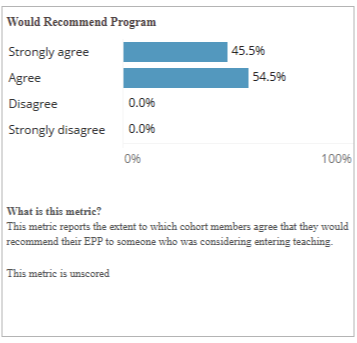 Would Recommend Program
Strongly agree 45.5%
Agree 54.5%
Disagree 0.0%
Strongly disagree 0.0%
0% 100%
What is this metric?
This metric reports the extent to which cohort members agree that they would
recommend their EPP to someone who was considering entering teaching.
This metric is unscored